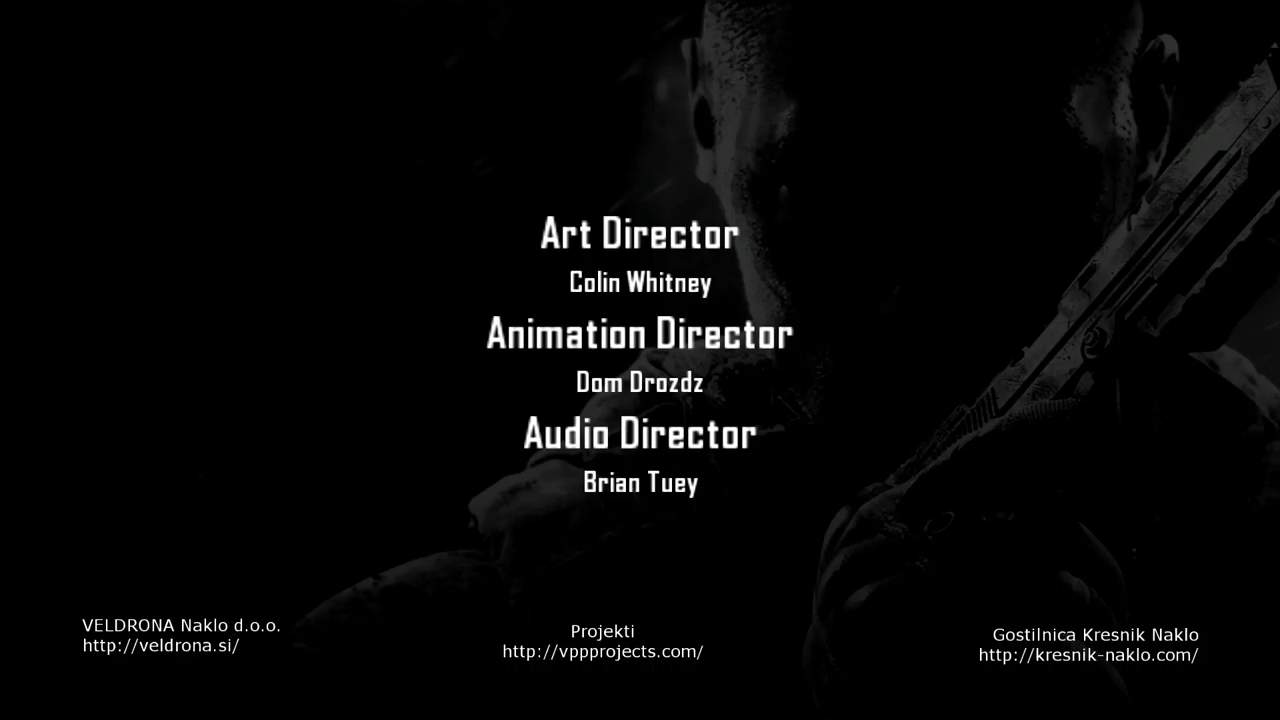 Art Director
Colin Whitney
Animation Director
Dom Drozdz
Audio Director
Brian Tuey
VELDRONA Naklo d.o.o.
http://veldrona.si/
Projekti
http://vppprojects.com/
Gostilnica Kresnik Naklo
http://kresnik-naklo.com/